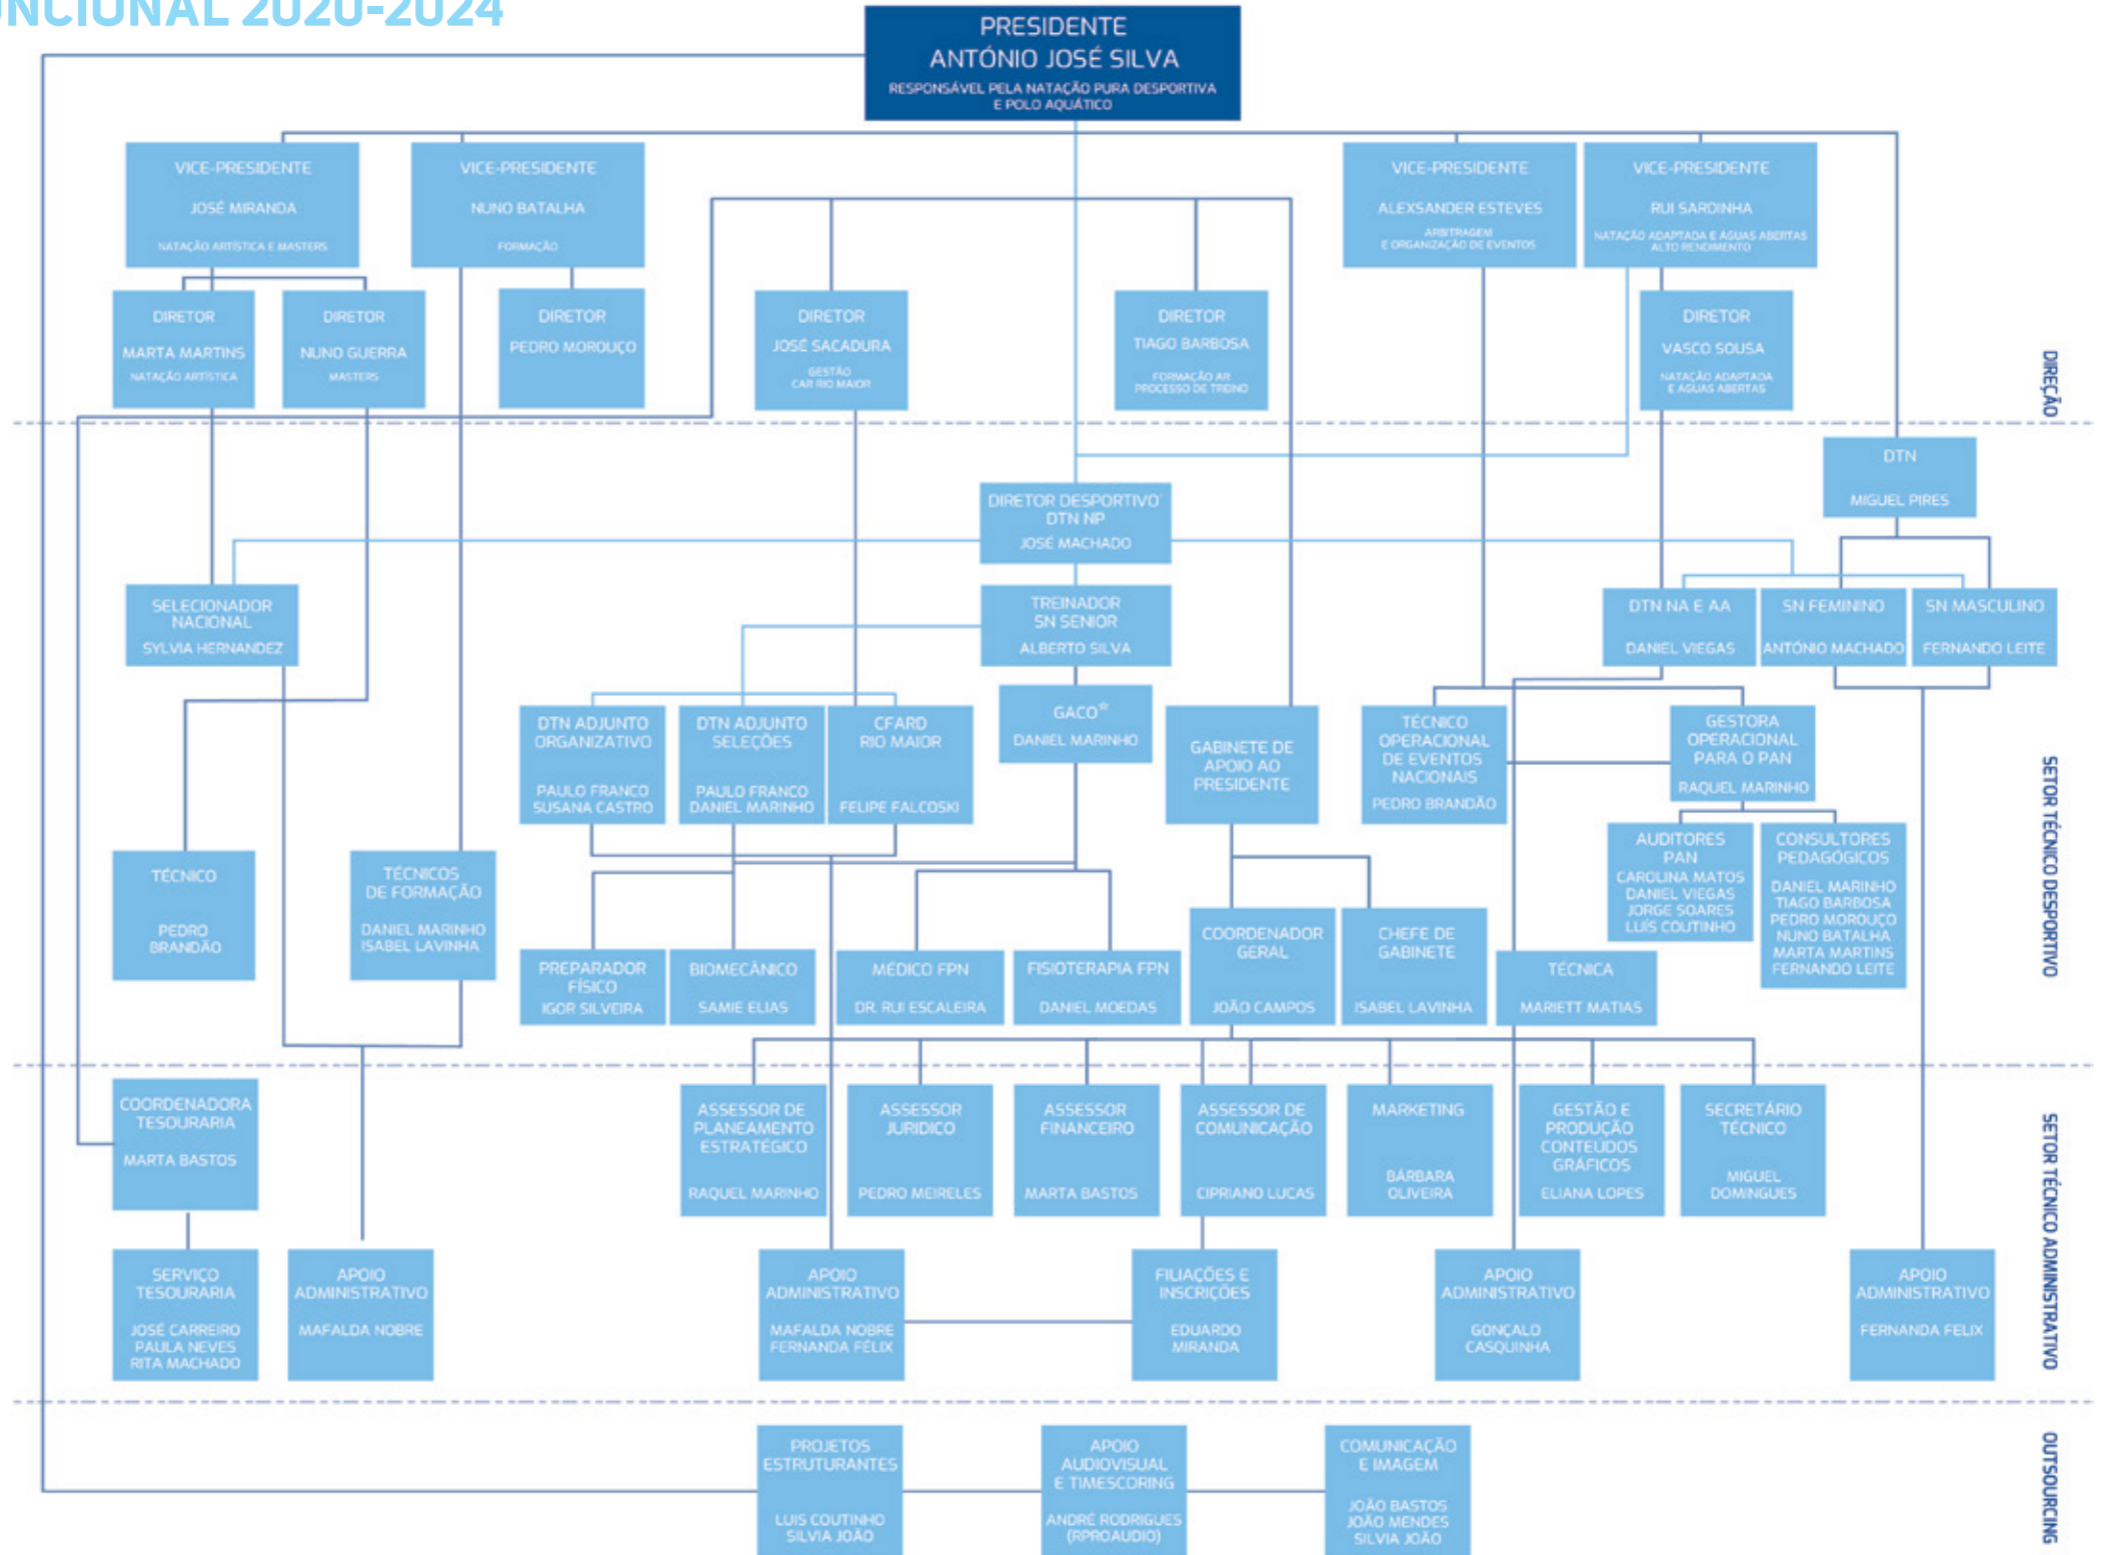 UNCIONAL 2020-2024
PRESIDENTE
ANTÓNIO JOSÉ SILVA
RESPONSÁVEL PELA NATAÇÃO PURA DESPORTIVA
E POLO AQUÁTICO
VICE-PRESIDENTE
JOSÉ MIRANDA
NATAÇÃO ARTÍSTICA E MASTERS
VICE-PRESIDENTE
NUNO BATALHA
FORMAÇÃO
VICE-PRESIDENTE
ALEXSANDER ESTEVES
ARBITRAGEM
E ORGANIZAÇÃO DE EVENTOS
VICE-PRESIDENTE
RUI SARDINHA
NATAÇÃO ADAPTADA E ÁGUAS ABERTAS
ALTO RENDIMENTO
DIRETOR
MARTA MARTINS
NATAÇÃO ARTÍSTICA
DIRETOR
NUNO GUERRA
MASTERS
DIRETOR
PEDRO MOROUÇO
DIRETOR
JOSÉ SACADURA
GESTÃO
CAR RIO MAIOR
DIRETOR
TIAGO BARBOSA
FORMAÇÃO AR
PROCESSO DE TREINO
DIRETOR
VASCO SOUSA
NATAÇÃO ADAPTADA
E ÁGUAS ABERTAS
DIREÇÃO
DTN
MIGUEL PIRES
DIRETOR DESPORTIVO
DTN NP
JOSÉ MACHADO
SELECIONADOR
NACIONAL
SYLVIA HERNANDEZ
TREINADOR
SN SENIOR
ALBERTO SILVA
DTN NA E AA
DANIEL VIEGAS
SN FEMININO
ANTÓNIO MACHADO
SN MASCULINO
FERNANDO LEITE
DTN ADJUNTO
ORGANIZATIVO
PAULO FRANCO
SUSANA CASTRO
DTN ADJUNTO
SELEÇÕES
PAULO FRANCO
DANIEL MARINHO
CFARD
RIO MAIOR
FELIPE FALCOSKI
GACO*
DANIEL MARINHO
GABINETE DE
APOIO AO
PRESIDENTE
TÉCNICO
OPERACIONAL
DE EVENTOS
NACIONAIS
PEDRO BRANDÃO
GESTORA
OPERACIONAL
PARA O PAN
RAQUEL MARINHO
SETOR TÉCNICO DESPORTIVO
TÉCNICO
PEDRO
BRANDÃO
TÉCNICOS
DE FORMAÇÃO
DANIEL MARINHO
ISABEL LAVINHA
AUDITORES
PAN
CAROLINA MATOS
DANIEL VIEGAS
JORGE SOARES
LUÍS COUTINHO
CONSULTORES
PEDAGÓGICOS
DANIEL MARINHO
TIAGO BARBOSA
PEDRO MOROUÇO
NUNO BATALHA
MARTA MARTINS
FERNANDO LEITE
PREPARADOR
FÍSICO
IGOR SILVEIRA
BIOMECÂNICO
SAMIE ELIAS
MÉDICO FPN
DR. RUI ESCALEIRA
FISIOTERAPIA FPN
DANIEL MOEDAS
COORDENADOR
GERAL
JOÃO CAMPOS
CHEFE DE
GABINETE
ISABEL LAVINHA
TÉCNICA
MARIETT MATIAS
COORDENADORA
TESOURARIA
MARTA BASTOS
ASSESSOR DE
PLANEAMENTO
ESTRATÉGICO
RAQUEL MARINHO
ASSESSOR
JURIDICO
PEDRO MEIRELES
ASSESSOR
FINANCEIRO
MARTA BASTOS
ASSESSOR DE
COMUNICAÇÃO
CIPRIANO LUCAS
MARKETING
BÁRBARA
OLIVEIRA
GESTÃO E
PRODUÇÃO
CONTEÚDOS
GRÁFICOS
ELIANA LOPES
SECRETÁRIO
TÉCNICO
MIGUEL
DOMINGUES
SETOR TÉCNICO ADMINISTRATIVO
SERVIÇO
TESOURARIA
JOSÉ CARREIRO
PAULA NEVES
RITA MACHADO
APOIO
ADMINISTRATIVO
MAFALDA NOBRE
APOIO
ADMINISTRATIVO
MAFALDA NOBRE
FERNANDA FÉLIX
FILIAÇÕES E
INSCRIÇÕES
EDUARDO
MIRANDA
APOIO
ADMINISTRATIVO
GONÇALO
CASQUINHA
APOIO
ADMINISTRATIVO
FERNANDA FELIX
PROJETOS
ESTRUTURANTES
LUIS COUTINHO
SILVIA JOÃO
APOIO
AUDIOVISUAL
E TIMESCORING
ANDRÉ RODRIGUES
(RPROAUDIO)
COMUNICAÇÃO
E IMAGEM
JOÃO BASTOS
JOÃO MENDES
SILVIA JOÃO
OUTSOURCING